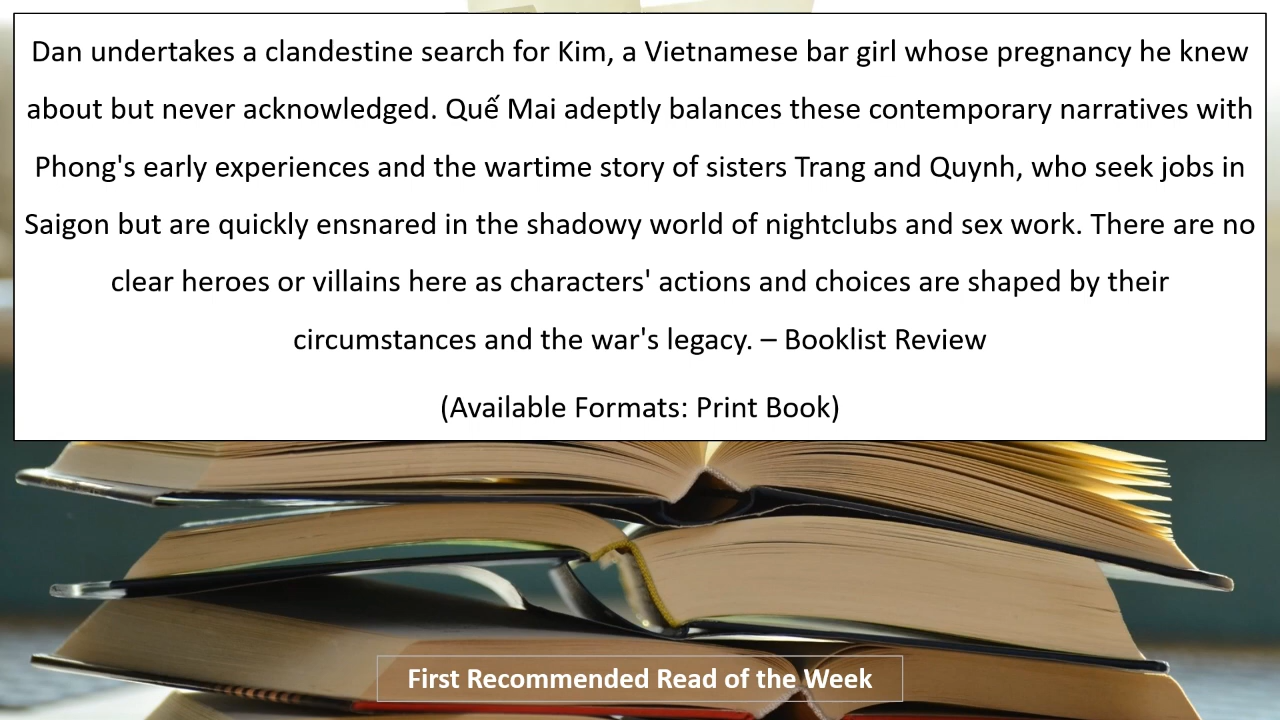 Dan undertakes a clandestine search for Kim, a Vietnamese bar girl whose pregnancy he knew
about but never acknowledged. Quế Mai adeptly balances these contemporary narratives with
Phong's early experiences and the wartime story of sisters Trang and Quynh, who seek jobs in
Saigon but are quickly ensnared in the shadowy world of nightclubs and sex work. There are no
clear heroes or villains here as characters' actions and choices are shaped by their
circumstances and the war's legacy. – Booklist Review
(Available Formats: Print Book)
First Recommended Read of the Week